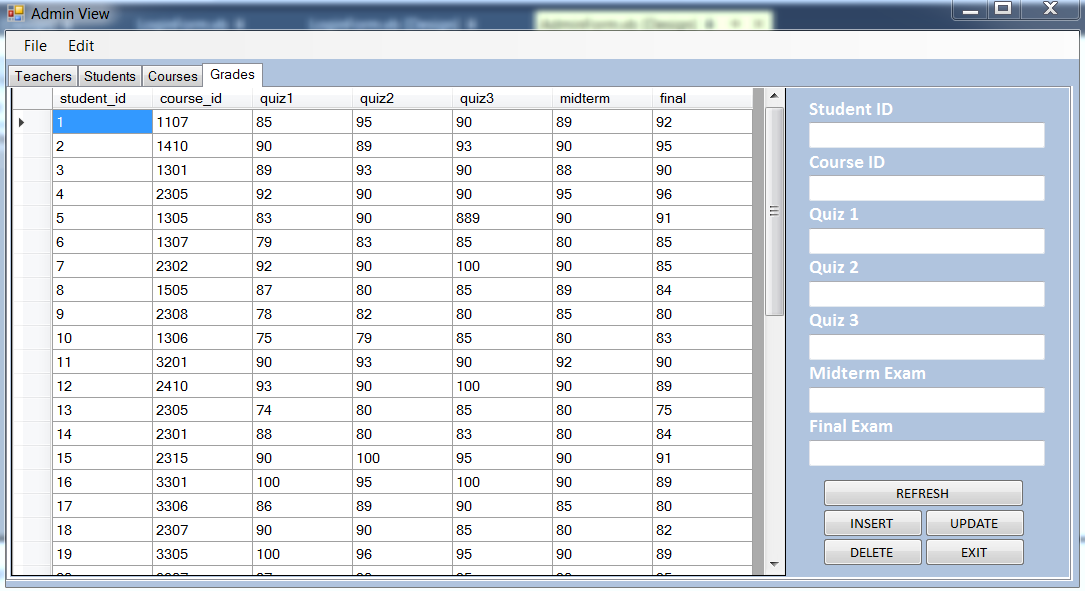 Admin View
File Edit
Teachers Students Courses Grades
student_id course_id quiz1 quiz2 quiz3 midterm final
1 1107 85 95 90 89 92
2 1410 90 89 93 90 95
3 1301 89 93 90 88 90
4 2305 92 90 90 95 96
5 1305 83 90 889 90 91
6 1307 79 83 85 80 85
7 2302 92 90 100 90 85
8 1505 87 80 85 89 84
9 2308 78 82 80 85 80
10 1306 75 79 85 80 83
11 3201 90 93 90 92 90
12 2410 93 90 100 90 89
13 2305 74 80 85 80 75
14 2301 88 80 83 80 84
15 2315 90 100 95 90 91
16 3301 100 95 100 90 89
17 3306 86 89 90 85 80
18 2307 90 90 85 80 82
19 3305 100 96 95 90 89
Student ID
Course ID
Quiz 1
Quiz 2
Quiz 3
Midterm Exam
Final Exam
REFRESH
INSERT UPDATE
DELETE EXIT